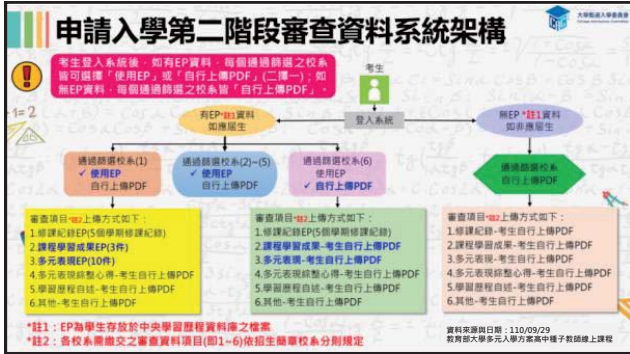 申請入學第二階段審查資料系統架構
大學甄選入學委員會
考生登入系統後，如有EP資料，每個通過篩選之校系
皆可選擇「使用EP」或「自行上傳PDF」(二擇一)；如
無EP資料，每個通過篩選之校系皆「自行上傳PDF」。
考生
登入系統
有EP*註1資料
如應屆生
無EP *註1資料
如非應屆生
通過篩選校系(1)
✓ 使用EP
自行上傳PDF
通過篩選校系(2)~(5)
✓ 使用EP
自行上傳PDF
通過篩選校系(6)
使用EP
✓ 自行上傳PDF
通過篩選校系
自行上傳PDF
審查項目*註2上傳方式如下：
1.修課紀錄EP(5個學期修課紀錄)
2.課程學習成果EP(3件)
3.多元表現EP(10件)
4.多元表現綜整心得-考生自行上傳PDF
5.學習歷程自述-考生自行上傳PDF
6.其他-考生自行上傳PDF
審查項目*註2上傳方式如下：
1.修課紀錄EP(5個學期修課紀錄)
2.課程學習成果-考生自行上傳PDF
3.多元表現-考生自行上傳PDF
4.多元表現綜整心得-考生自行上傳PDF
5.學習歷程自述-考生自行上傳PDF
6.其他-考生自行上傳PDF
審查項目*註2上傳方式如下：
1.修課紀錄-考生自行上傳PDF
2.課程學習成果-考生自行上傳PDF
3.多元表現-考生自行上傳PDF
4.多元表現綜整心得-考生自行上傳PDF
5.學習歷程自述-考生自行上傳PDF
6.其他-考生自行上傳PDF
*註1：EP為學生存放於中央學習歷程資料庫之檔案
*註2：各校系需繳交之審查資料項目(即1~6)依招生簡章校系分則規定
資料來源與日期：110/09/29
教育部大學多元入學方案高中種子教師線上課程